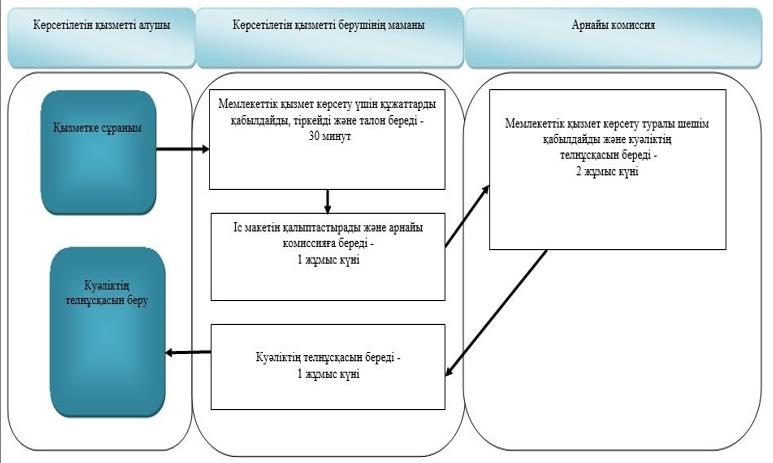 Көрсетілетін қызметті алушы
Көрсетілетін қызметті берушінің маманы
Арнайы комиссия
Қызметке сұраным
Мемлекеттік қызмет көрсету үшін құжаттарды
қабылдайды, тіркейді және талон береді -
30 минут
Мемлекеттік қызмет көрсету туралы шешім
қабылдайды және куәліктің
телнұсқасын береді -
2 жұмыс күні
Іс макетін қалыптастырады және арнайы
комиссияға береді -
1 жұмыс күні
Куәліктің
телнұсқасын беру
Куәліктің телнұсқасын береді -
1 жұмыс күні